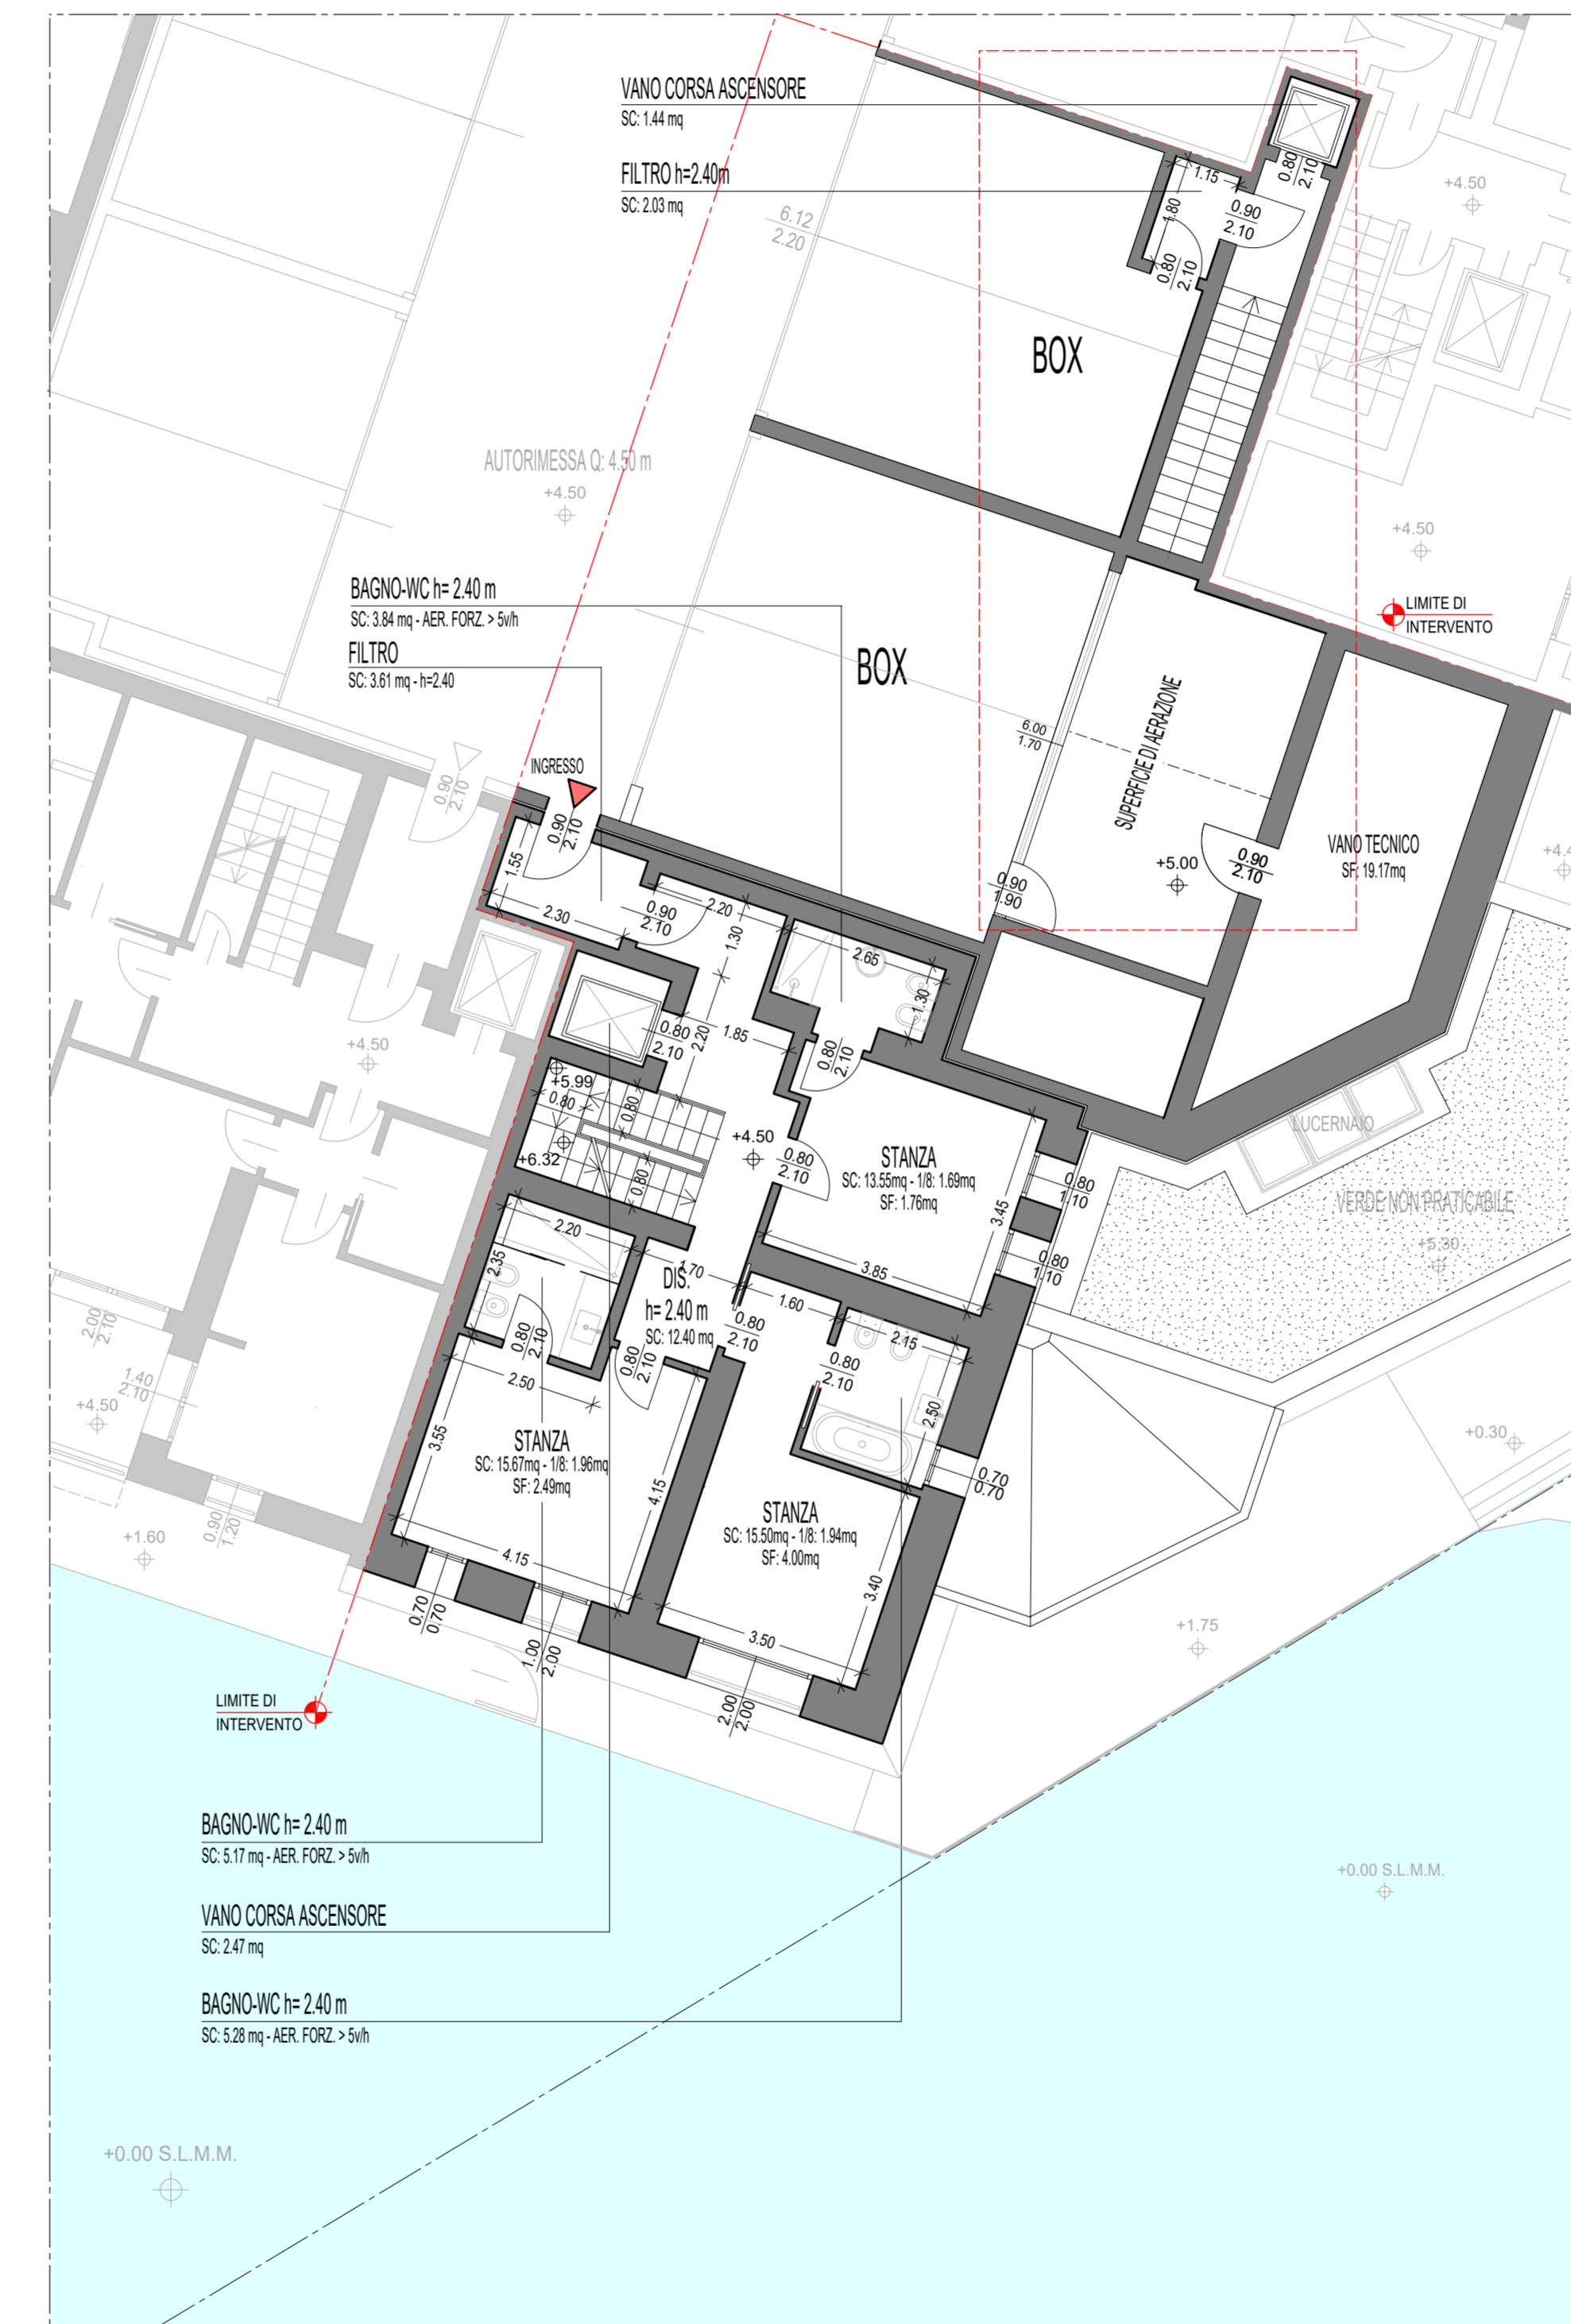 VANO CORSA ASCENSORE
SC: 1.44 mq
FILTRO h=2.40m
SC: 2.03 mq
1.15
1.80
0.80
2.10
0.90
2.10
0.80
2.10
+4.50
6.12
2.20
BOX
AUTORIMESSA Q: 4.50 m
+4.50
+4.50
BAGNO-WC h= 2.40 m
SC: 3.84 mq - AER. FORZ. > 5v/h
FILTRO
SC: 3.61 mq - h=2.40
LIMITE DI
INTERVENTO
BOX
6.00
1.70
SUPERFICIE DI AERAZIONE
INGRESSO
0.90
2.10
0.90
2.10
1.55
2.30
0.90
2.10
2.20
1.30
2.65
1.30
0.90
1.90
+5.00
0.90
2.10
VANO TECNICO
SF: 19.17mq
+4.4
0.80
2.10
2.20
1.85
0.80
2.10
+4.50
+5.99
0.80
0.80
+6.32
0.80
+4.50
0.80
2.10
STANZA
SC: 13.55mq - 1/8: 1.69mq
SF: 1.76mq
3.45
3.85
0.80
1.10
0.80
1.10
LUCERNAIO
VERDE NON PRATICABILE
+5.30
2.20
2.35
1.70
DIS.
h= 2.40 m
SC: 12.40 mq
1.60
0.80
2.10
2.15
0.80
2.10
0.80
2.10
0.80
2.10
2.50
2.50
2.00
2.10
1.40
2.10
+4.50
3.55
STANZA
SC: 15.67mq - 1/8: 1.96mq
SF: 2.49mq
4.15
4.15
0.70
0.70
+0.30
STANZA
SC: 15.50mq - 1/8: 1.94mq
SF: 4.00mq
3.40
3.50
+1.60
0.90
1.20
0.70
0.70
1.00
2.00
2.00
2.00
+1.75
LIMITE DI
INTERVENTO
BAGNO-WC h= 2.40 m
SC: 5.17 mq - AER. FORZ. > 5v/h
+0.00 S.L.M.M.
VANO CORSA ASCENSORE
SC: 2.47 mq
BAGNO-WC h= 2.40 m
SC: 5.28 mq - AER. FORZ. > 5v/h
+0.00 S.L.M.M.